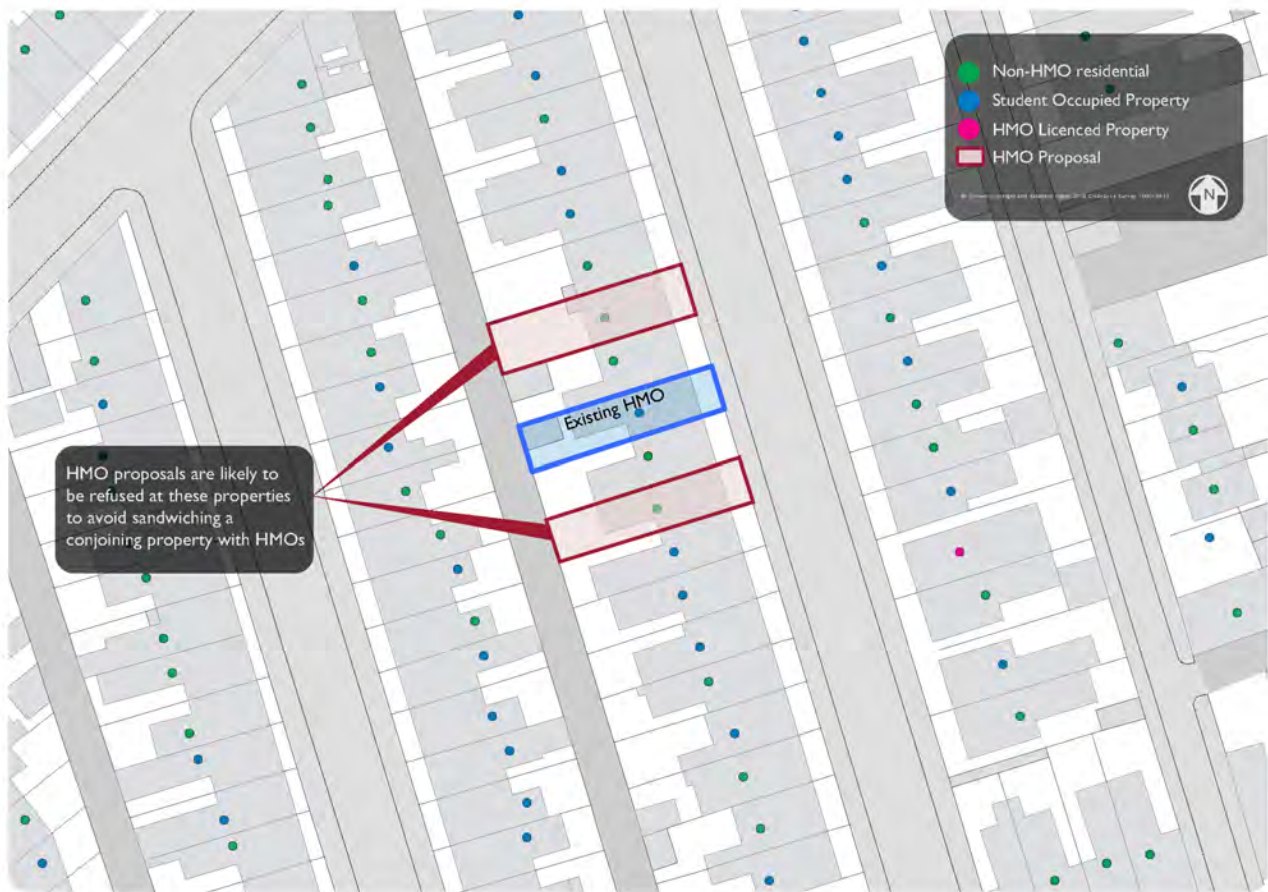 Non-HMO residential
Student Occupied Property
HMO Licenced Property
HMO Proposal
N
Existing HMO
HMO proposals are likely to
be refused at these properties
to avoid sandwiching a
conjoining property with HMOs